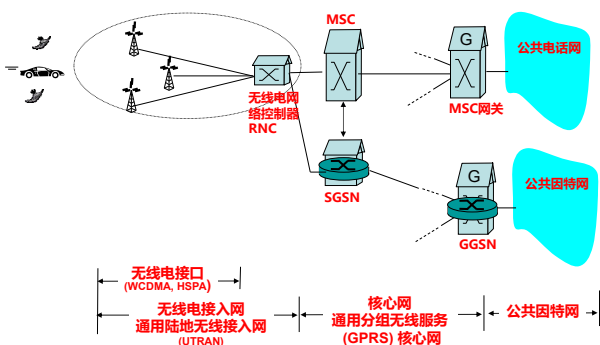 MSC
G
公共电话网
无线电网
络控制器
RNC
MSC网关
SGSN
G
公共因特网
GGSN
无线电接口
(WCDMA, HSPA)
无线电接入网
通用陆地无线接入网
(UTRAN)
核心网
通用分组无线服务
(GPRS) 核心网
公共因特网